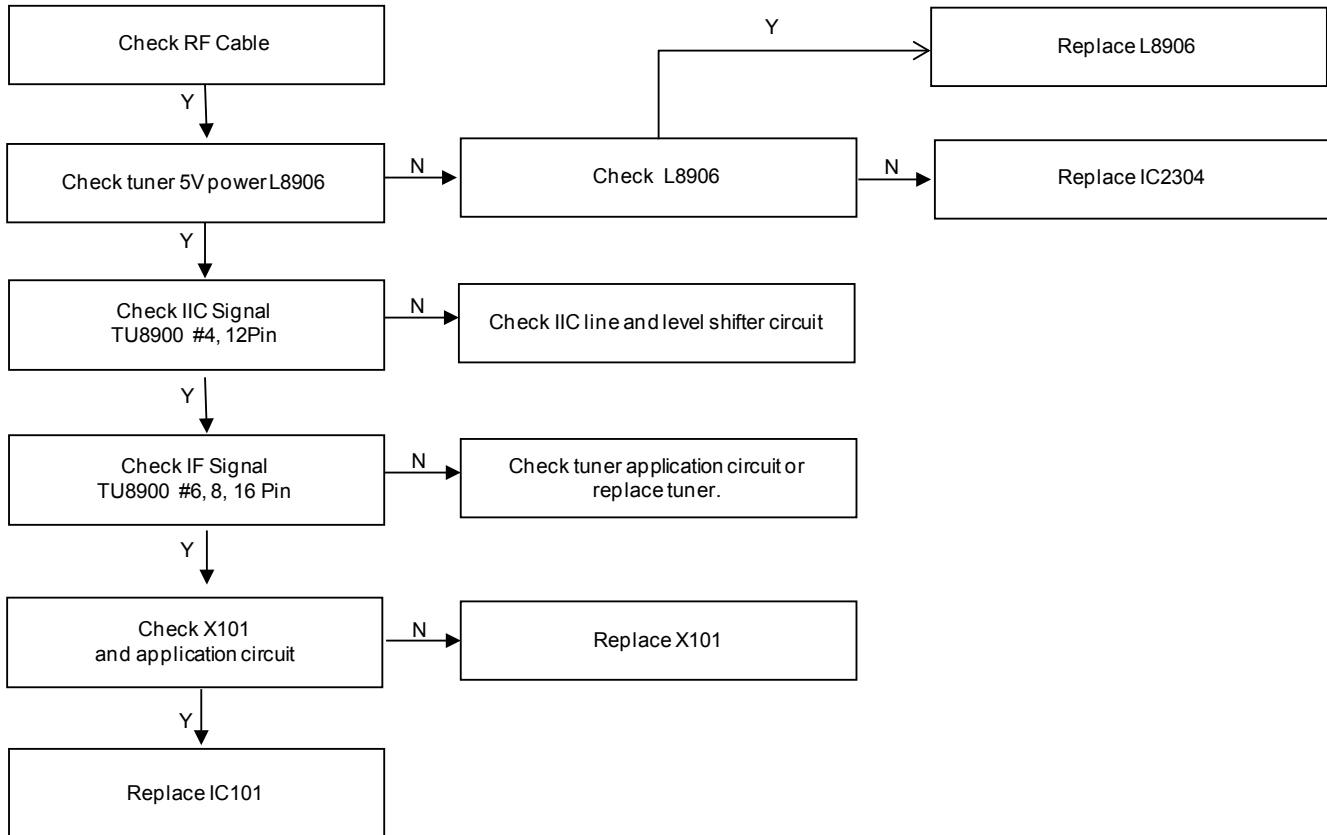 Check RF Cable
Y
Replace L8906
Y
Check tuner 5V power L8906
N
Check L8906
N
Replace IC2304
Y
Check IIC Signal
TU8900 #4, 12Pin
N
Check IIC line and level shifter circuit
Y
Check IF Signal
TU8900 #6, 8, 16 Pin
N
Check tuner application circuit or
replace tuner.
Y
Check X101
and application circuit
N
Replace X101
Y
Replace IC101